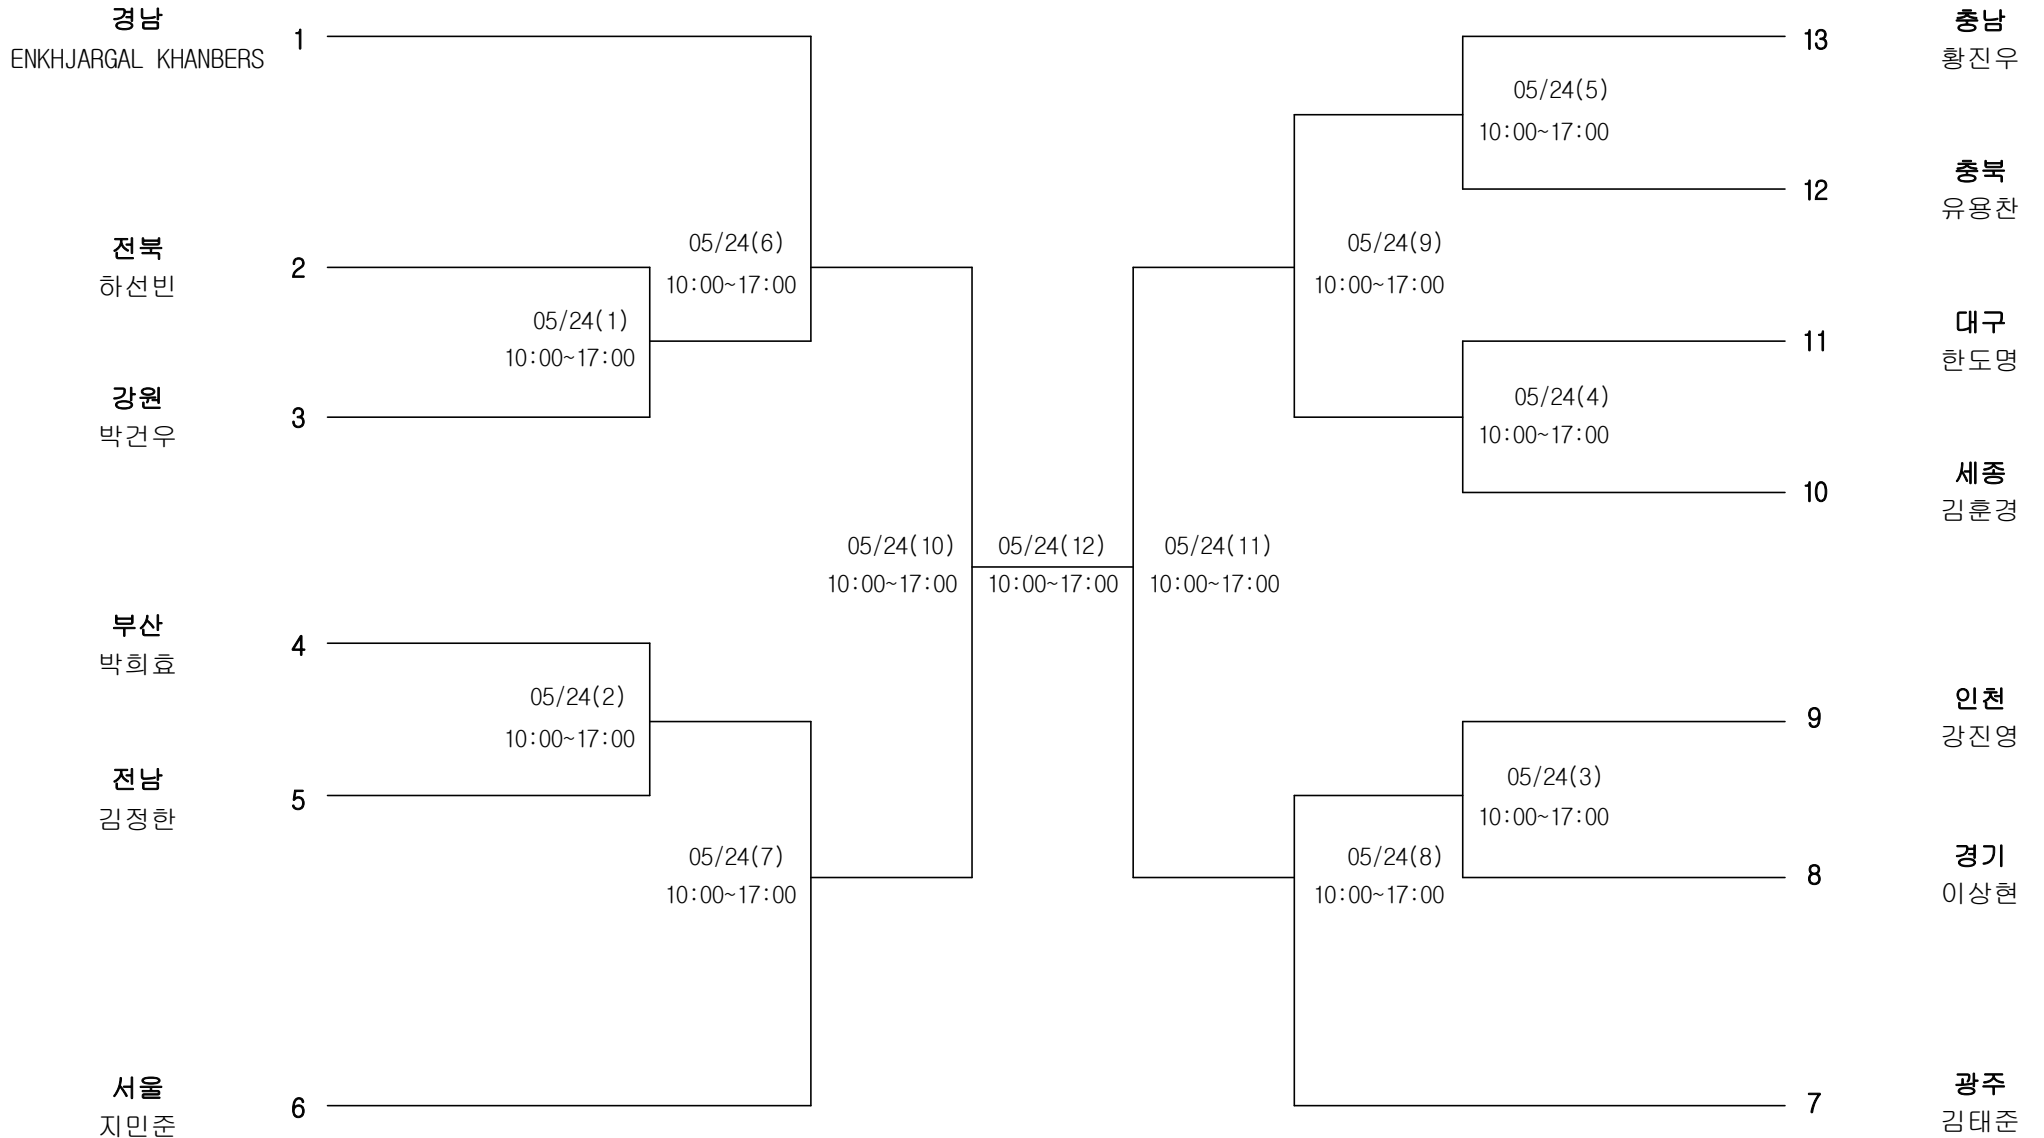 경남
ENKHJARGAL KHANBERS
1
전북
하선빈
2
05/24(6)
10:00~17:00
05/24(1)
10:00~17:00
강원
박건우
3
05/24(10)
10:00~17:00
부산
박희효
4
05/24(2)
10:00~17:00
전남
김정한
5
05/24(7)
10:00~17:00
서울
지민준
6
05/24(12)
10:00~17:00
13
충남
황진우
05/24(5)
10:00~17:00
12
충북
유용찬
05/24(9)
10:00~17:00
11
대구
한도명
05/24(4)
10:00~17:00
10
세종
김훈경
05/24(11)
10:00~17:00
9
인천
강진영
05/24(3)
10:00~17:00
8
경기
이상현
05/24(8)
10:00~17:00
7
광주
김태준